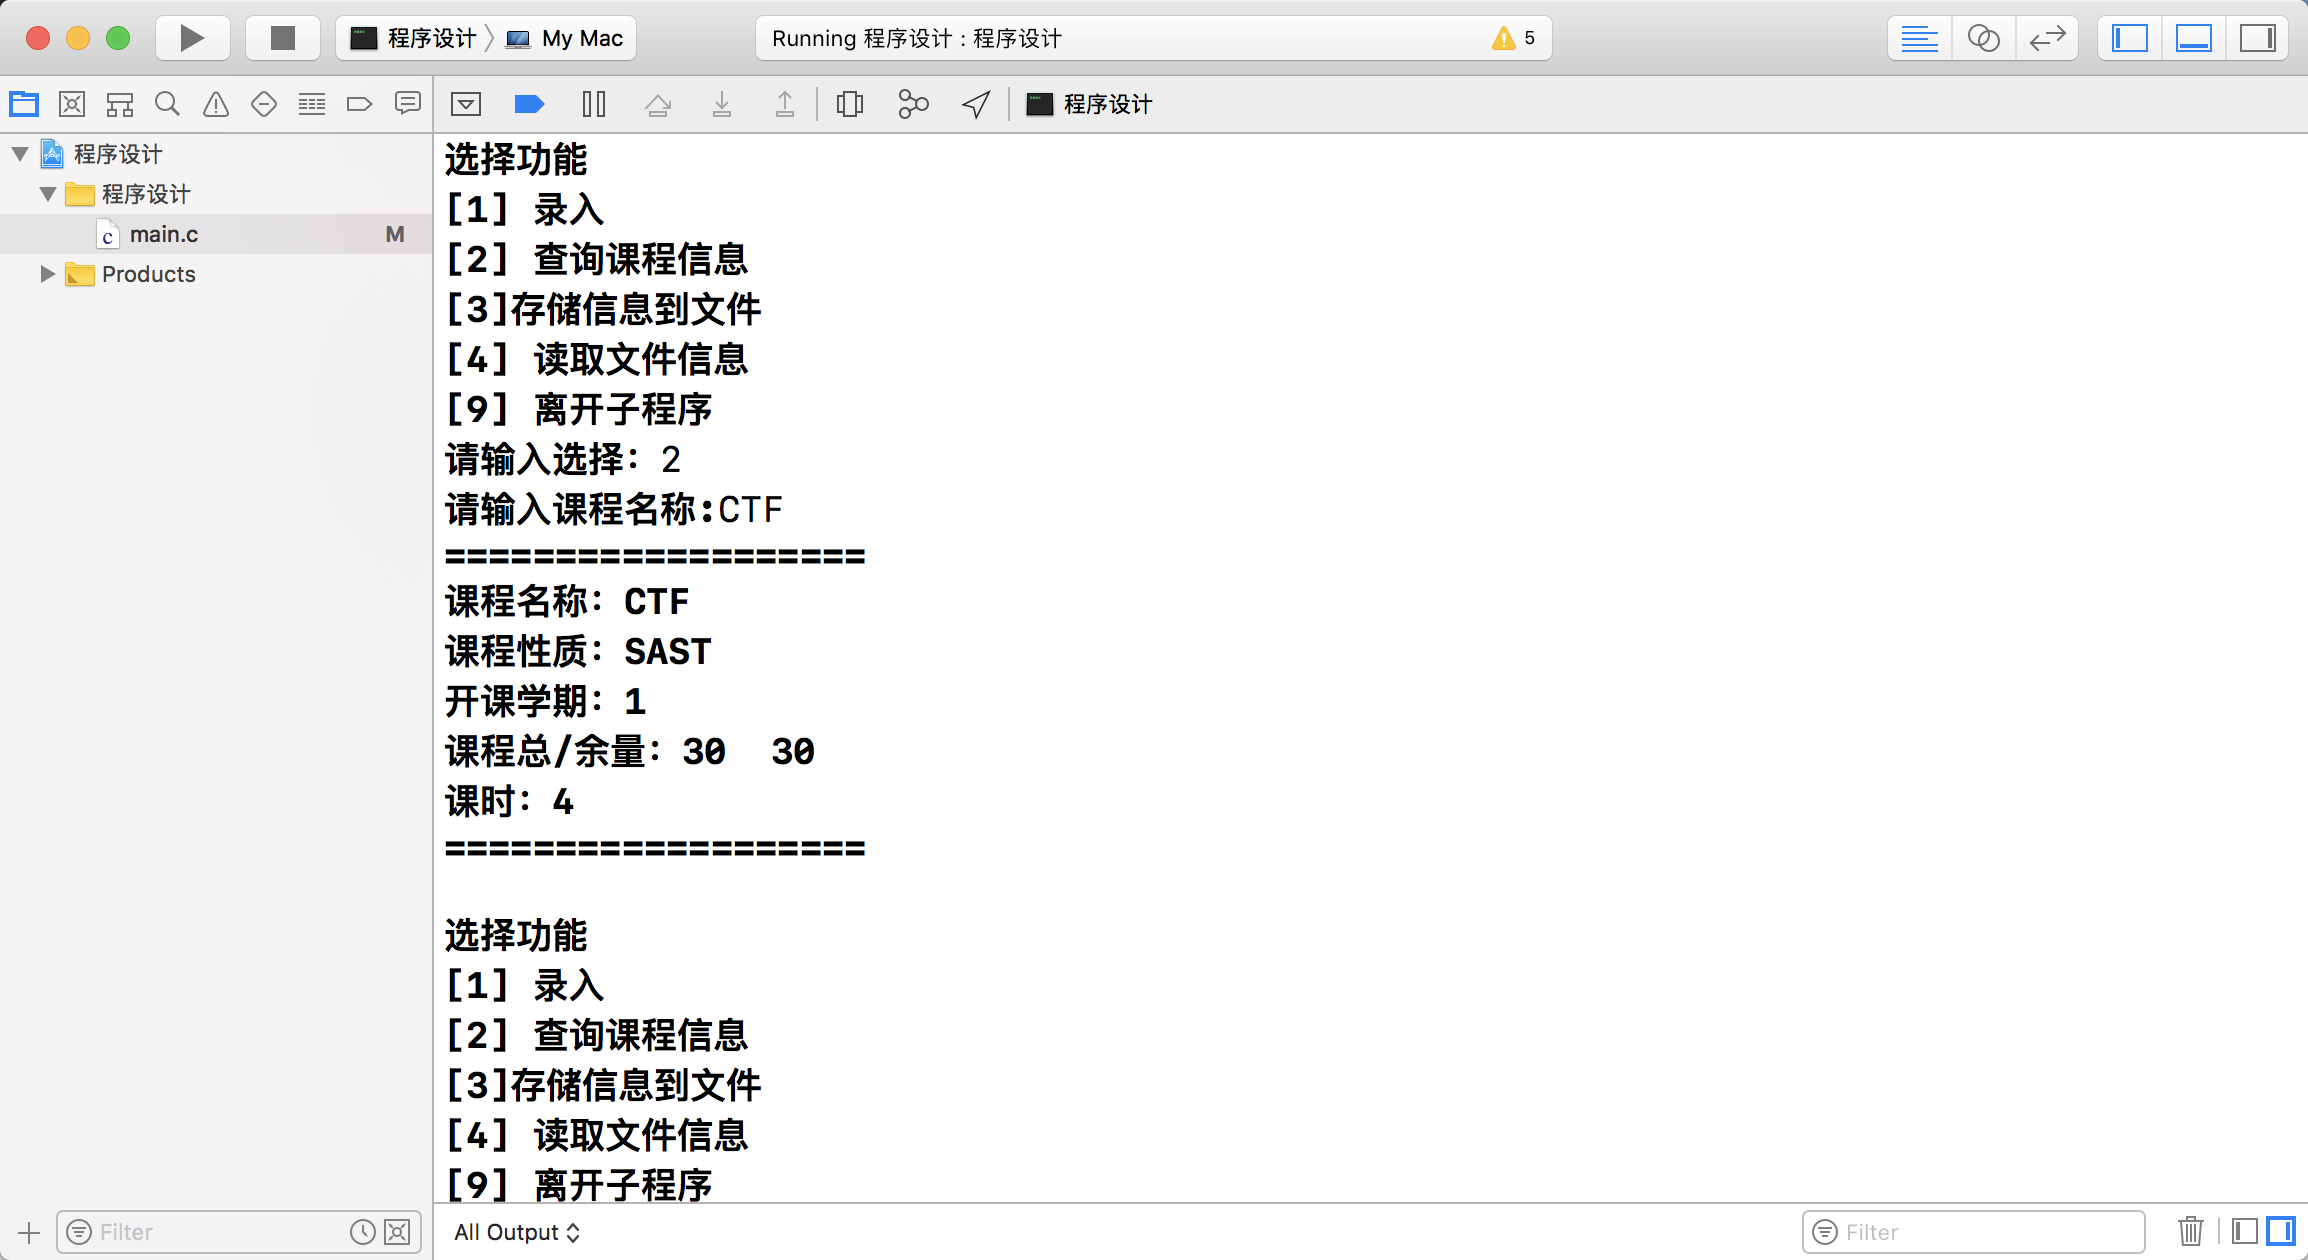 程序设计 My Mac
Running 程序设计 : 程序设计
5
程序设计
程序设计
程序设计
main.c M
Products
选择功能
[1] 录入
[2] 查询课程信息
[3]存储信息到文件
[4] 读取文件信息
[9] 离开子程序
请输入选择：2
请输入课程名称:CTF
===================
课程名称：CTF
课程性质：SAST
开课学期：1
课程总/余量：30  30
课时：4
===================
选择功能
[1] 录入
[2] 查询课程信息
[3]存储信息到文件
[4] 读取文件信息
[9] 离开子程序
Filter
All Output
Filter